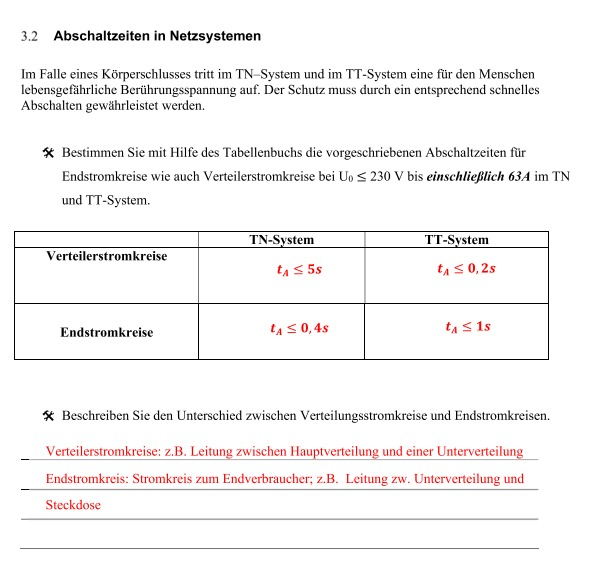 3.2 Abschaltzeiten in Netzsystemen
Im Falle eines Körperschlusses tritt im TN–System und im TT-System eine für den Menschen
lebensgefährliche Berührungsspannung auf. Der Schutz muss durch ein entsprechend schnelles
Abschalten gewährleistet werden.
Bestimmen Sie mit Hilfe des Tabellenbuchs die vorgeschriebenen Abschaltzeiten für
Endstromkreise wie auch Verteilerstromkreise bei U₀ ≤ 230 V bis einschließlich 63A im TN
und TT-System.
TN-System TT-System
Verteilerstromkreise
t_A ≤ 5s t_A ≤ 0,2s
Endstromkreise t_A ≤ 0,4s t_A ≤ 1s
Beschreiben Sie den Unterschied zwischen Verteilungsstromkreise und Endstromkreisen.
Verteilerstromkreise: z.B. Leitung zwischen Hauptverteilung und einer Unterverteilung
Endstromkreis: Stromkreis zum Endverbraucher; z.B. Leitung zw. Unterverteilung und
Steckdose